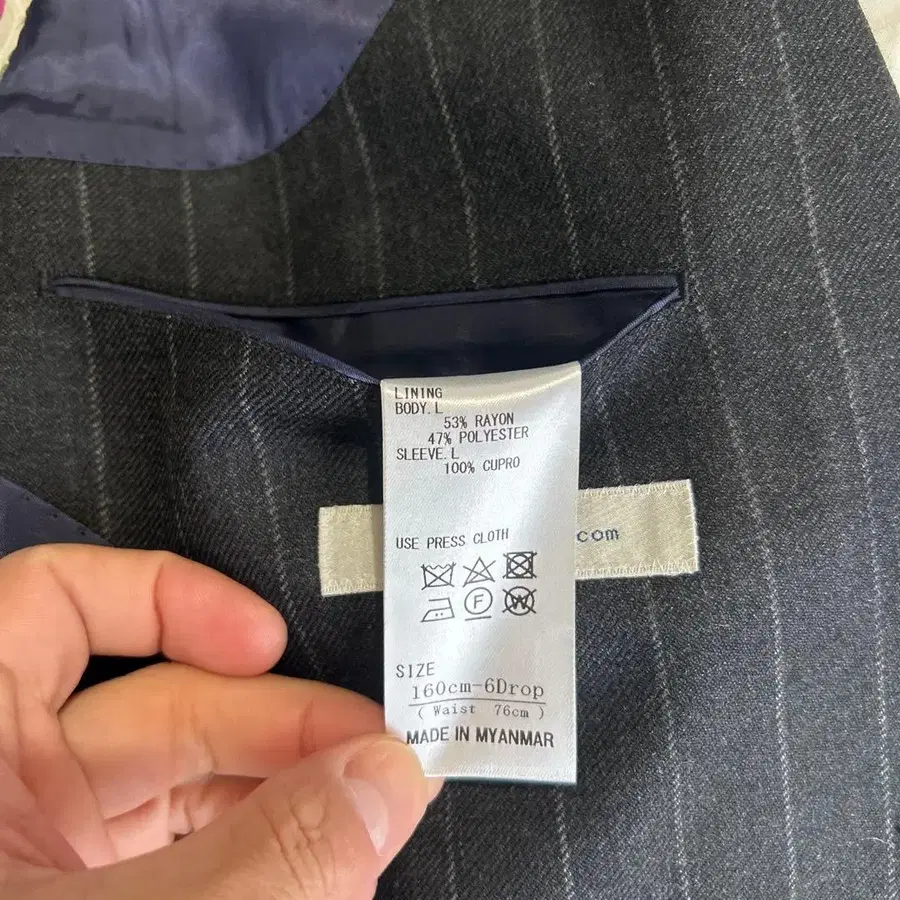 LINING
BODY. L
53% RAYON
47% POLYESTER
SLEEVE. L
100% CUPRO
com
USE PRESS CLOTH
F
W
SIZE
160cm-6Drop
( Waist 76cm )
MADE IN MYANMAR